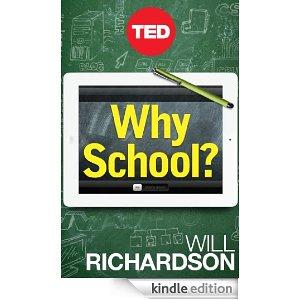 TED
Why
School?
WILL
RICHARDSON
kindle edition